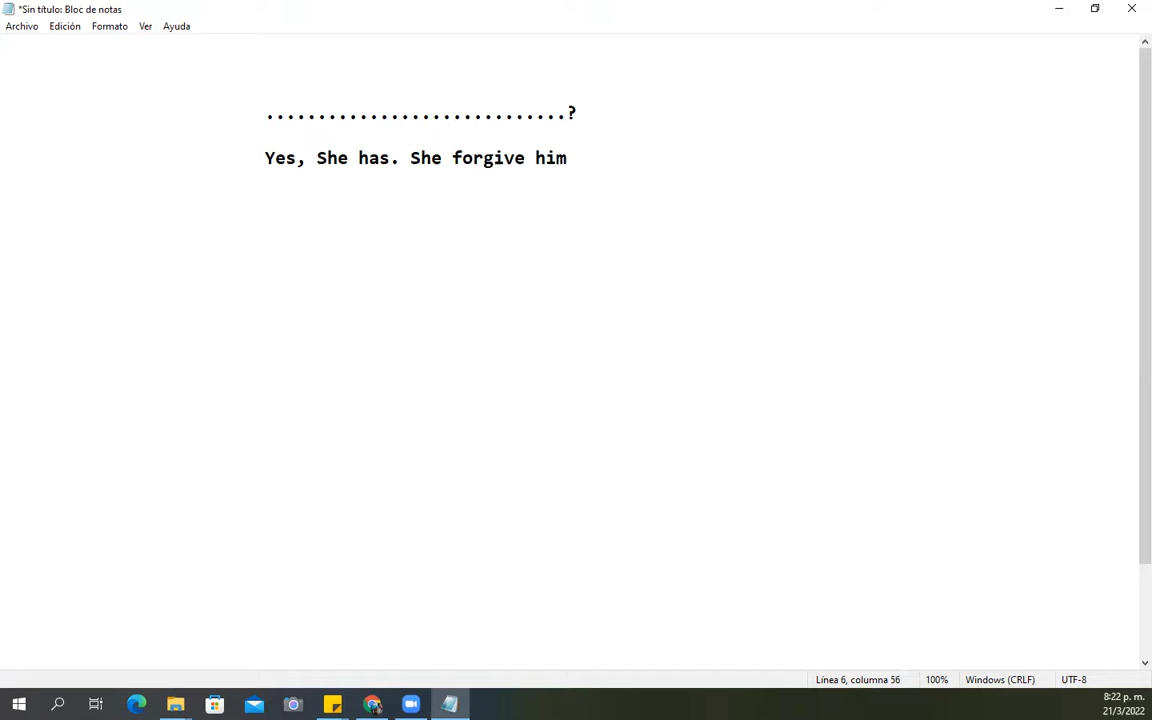 *Sin título: Bloc de notas
Archivo Edición Formato Ver Ayuda
.............................?
Yes, She has. She forgive him
Línea 6, columna 56 100% Windows (CRLF) UTF-8
8:22 p. m.
21/3/2022